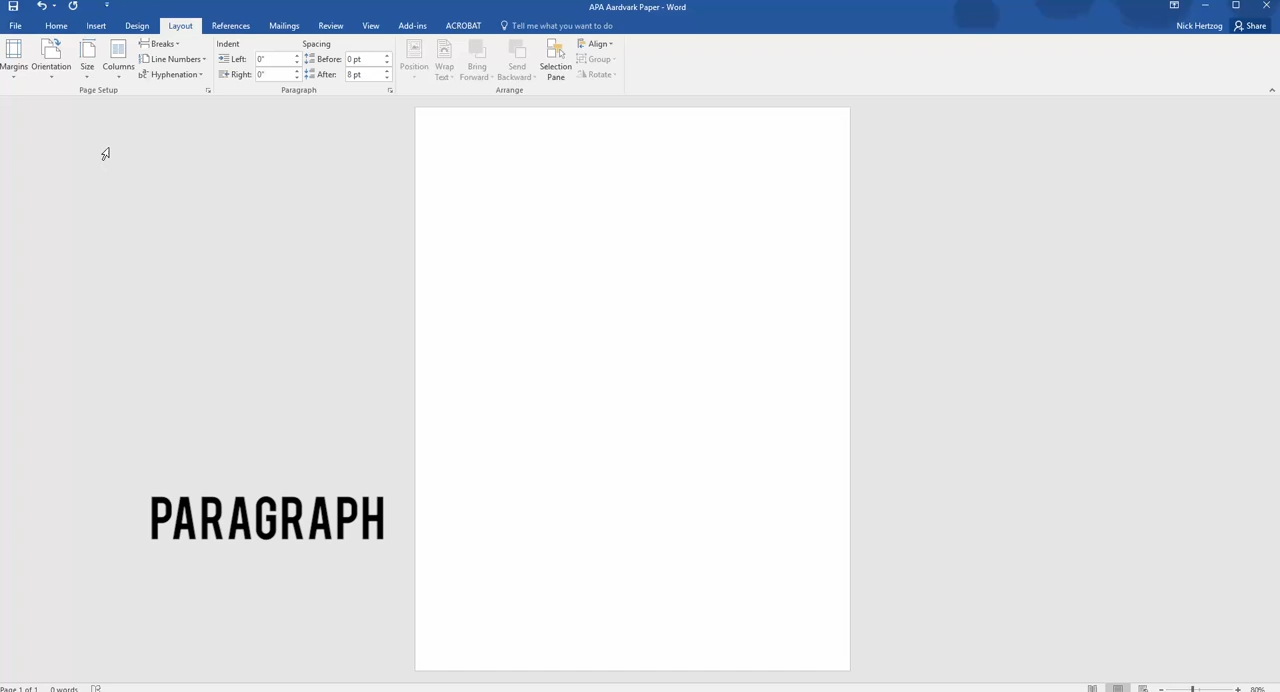 APA Aardvark Paper - Word
File Home Insert Design Layout References Mailings Review View Add-ins ACROBAT Tell me what you want to do Nick Hertzog Share
Margins Orientation Size Columns Breaks Line Numbers Hyphenation
Page Setup
Indent Spacing
Left: 0" Before: 0 pt
Right: 0" After: 8 pt
Paragraph
Position Wrap Text Bring Forward Send Backward Selection Pane Align Group Rotate
Arrange
PARAGRAPH
Page 1 of 1 0 words 80%